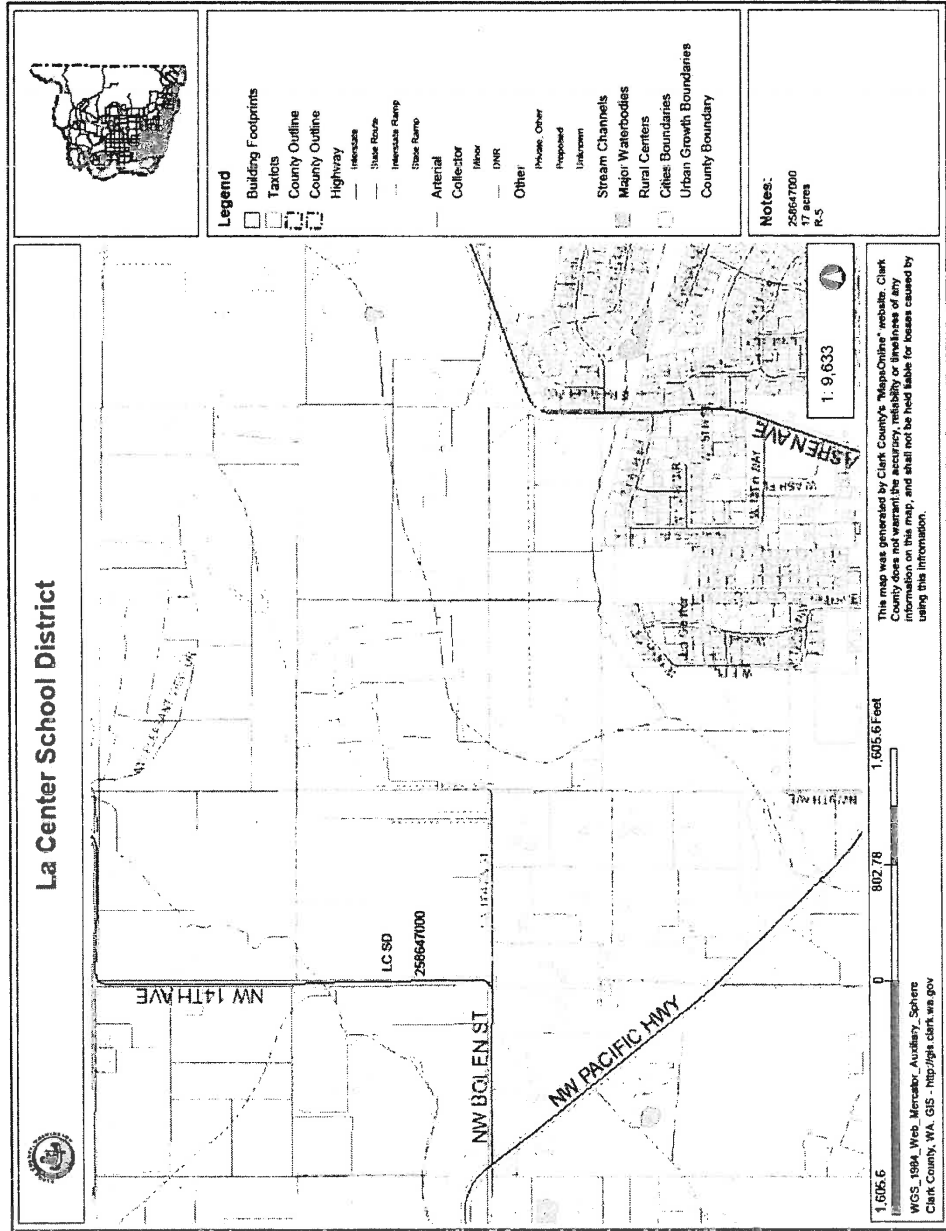 La Center School District
Legend
Building Footprints
Taxlots
County Outline
County Outline
Highway
Interstate
State Route
Interstate Ramp
State Ramp
Arterial
Collector
Minor
DNR
Other
Private, Other
Proposed
Unknown
Stream Channels
Major Waterbodies
Rural Centers
Cities Boundaries
Urban Growth Boundaries
County Boundary
Notes:
258647000
17 acres
R-5
NW 14TH AVE
LC SD
258647000
NW BOLEN ST
NW PACIFIC HWY
NW 9TH AVE
La Center
ASPEN AVE
1: 9,633
1,605.6
0
802.78
1,605.6 Feet
WGS_1984_Web_Mercator_Auxiliary_Sphere
Clark County, WA. GIS - http://gis.clark.wa.gov
This map was generated by Clark County's "MapsOnline" website. Clark
County does not warrant the accuracy, reliability or timeliness of any
information on this map, and shall not be held liable for losses caused by
using this information.